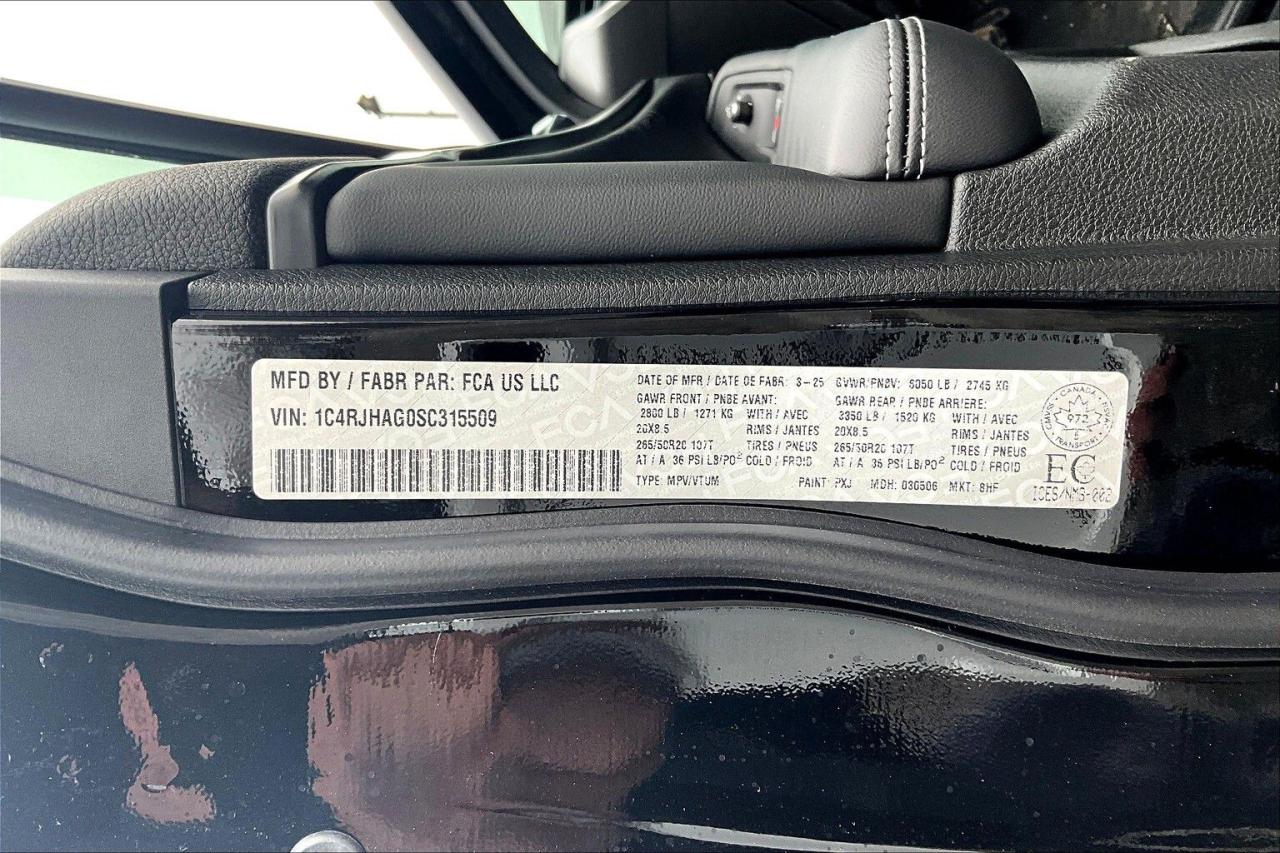 MFD BY / FABR PAR: FCA US LLC
VIN: 1C4RJHAG0SC315509
DATE OF MFR / DATE DE FABR: 3-25 GVWR/PNBV: 6050 LB / 2745 KG
GAWR FRONT / PNBE AVANT: GAWR REAR / PNBE ARRIERE:
2800 LB / 1271 KG WITH / AVEC 3350 LB / 1520 KG WITH / AVEC
20X8.5 RIMS / JANTES 20X8.5 RIMS / JANTES
265/50R20 107T TIRES / PNEUS 265/50R20 107T TIRES / PNEUS
AT / A 36 PSI LB/PO² COLD / FROID AT / A 36 PSI LB/PO² COLD / FROID
TYPE: MPV/VTUM PAINT: PXJ MDH: 030506 MKT: 8HF
CANADA
972
TRANSPORT
EC
ICES/NMB-002